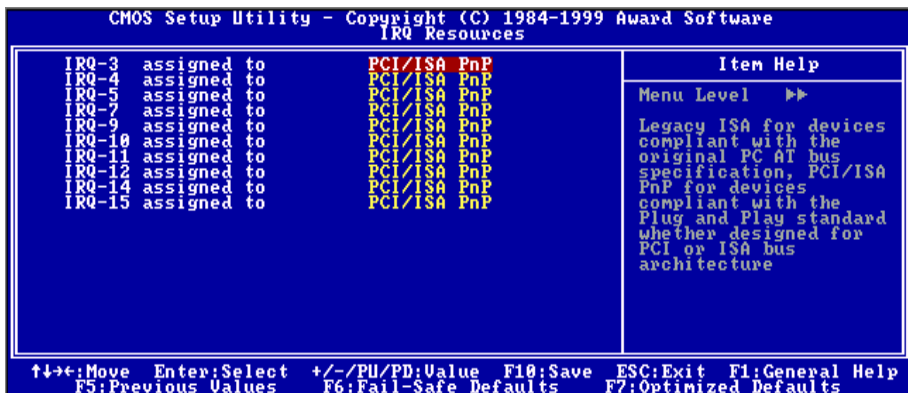 CMOS Setup Utility - Copyright (C) 1984-1999 Award Software
IRQ Resources
IRQ-3 assigned to PCI/ISA PnP
IRQ-4 assigned to PCI/ISA PnP
IRQ-5 assigned to PCI/ISA PnP
IRQ-7 assigned to PCI/ISA PnP
IRQ-9 assigned to PCI/ISA PnP
IRQ-10 assigned to PCI/ISA PnP
IRQ-11 assigned to PCI/ISA PnP
IRQ-12 assigned to PCI/ISA PnP
IRQ-14 assigned to PCI/ISA PnP
IRQ-15 assigned to PCI/ISA PnP
Item Help
Menu Level ▶▶
Legacy ISA for devices
compliant with the
original PC AT bus
specification, PCI/ISA
PnP for devices
compliant with the
Plug and Play standard
whether designed for
PCI or ISA bus
architecture
↑↓→←:Move Enter:Select +/-/PU/PD:Value F10:Save ESC:Exit F1:General Help
F5:Previous Values F6:Fail-Safe Defaults F7:Optimized Defaults